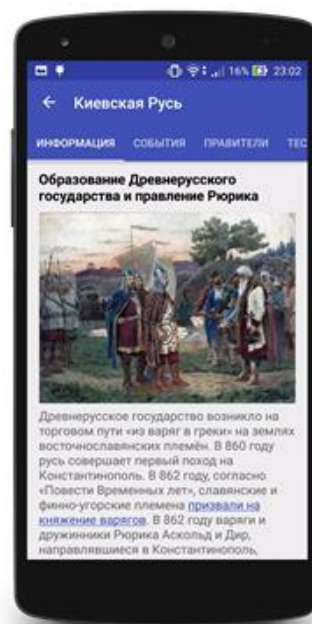 16% 23:02
Киевская Русь
ИНФОРМАЦИЯ СОБЫТИЯ ПРАВИТЕЛИ ТЕС
Образование Древнерусского
государства и правление Рюрика
Древнерусское государство возникло на
торговом пути «из варяг в греки» на землях
восточнославянских племён. В 860 году
русь совершает первый поход на
Константинополь. В 862 году, согласно
«Повести Временных лет», славянские и
финно-угорские племена призвали на
княжение варягов. В 862 году варяги и
дружинники Рюрика Аскольд и Дир,
направлявшиеся в Константинополь,